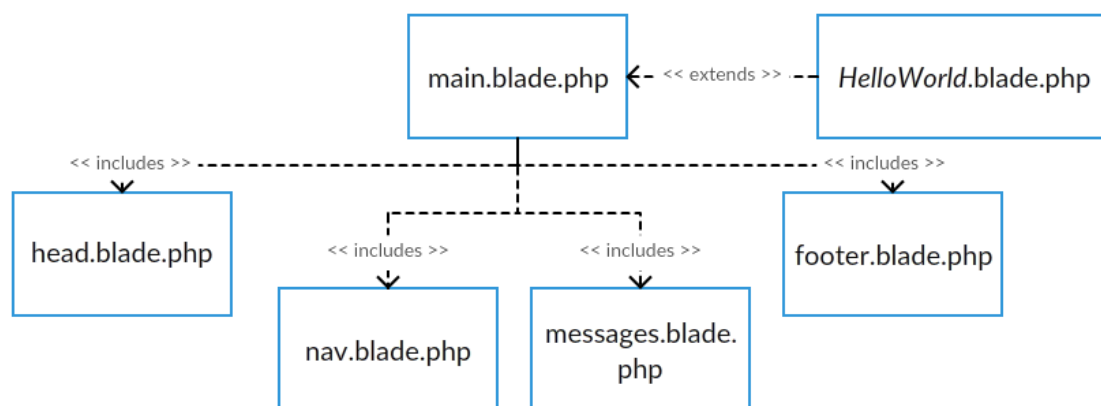 main.blade.php
<< extends >>
HelloWorld.blade.php
<< includes >>
<< includes >>
head.blade.php
<< includes >>
<< includes >>
footer.blade.php
nav.blade.php
messages.blade.
php